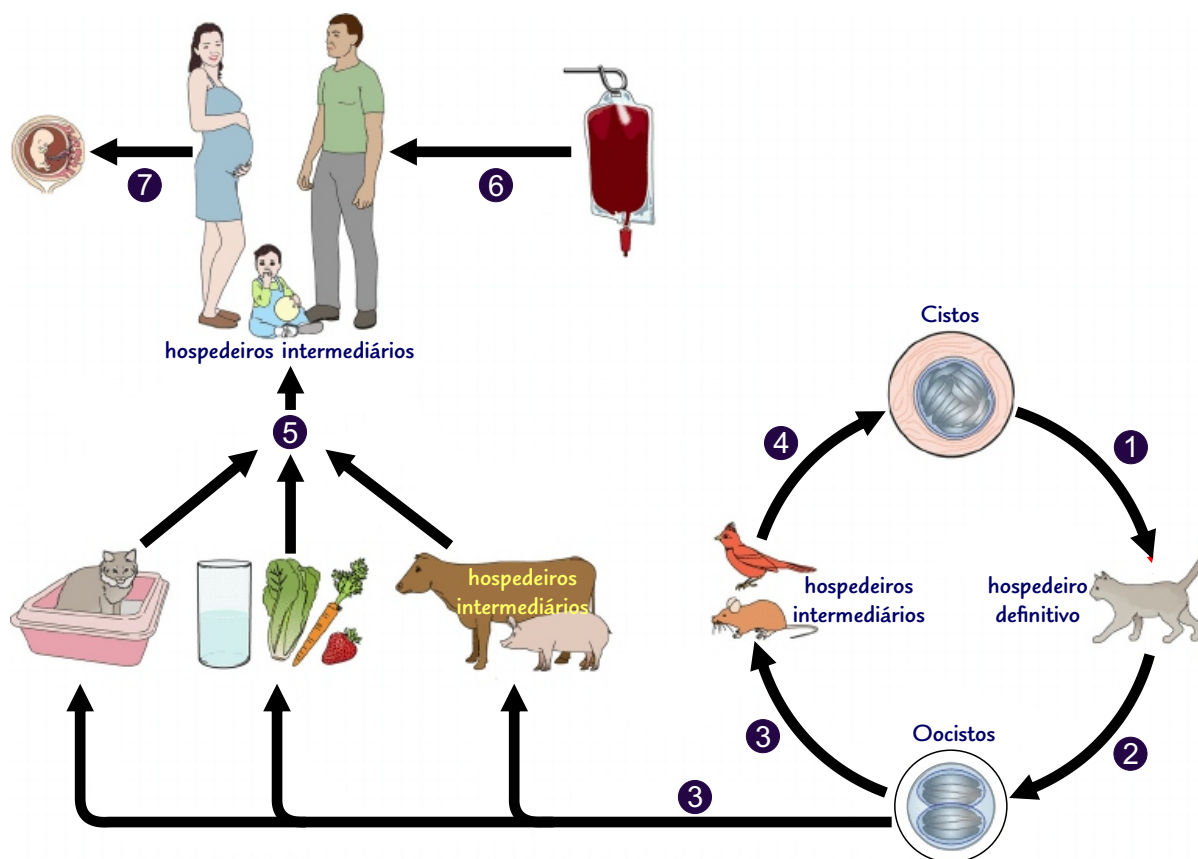 7
6
hospedeiros intermediários
Cistos
5
4
1
hospedeiros
intermediários
hospedeiros
intermediários
hospedeiro
definitivo
3
Oocistos
2
3